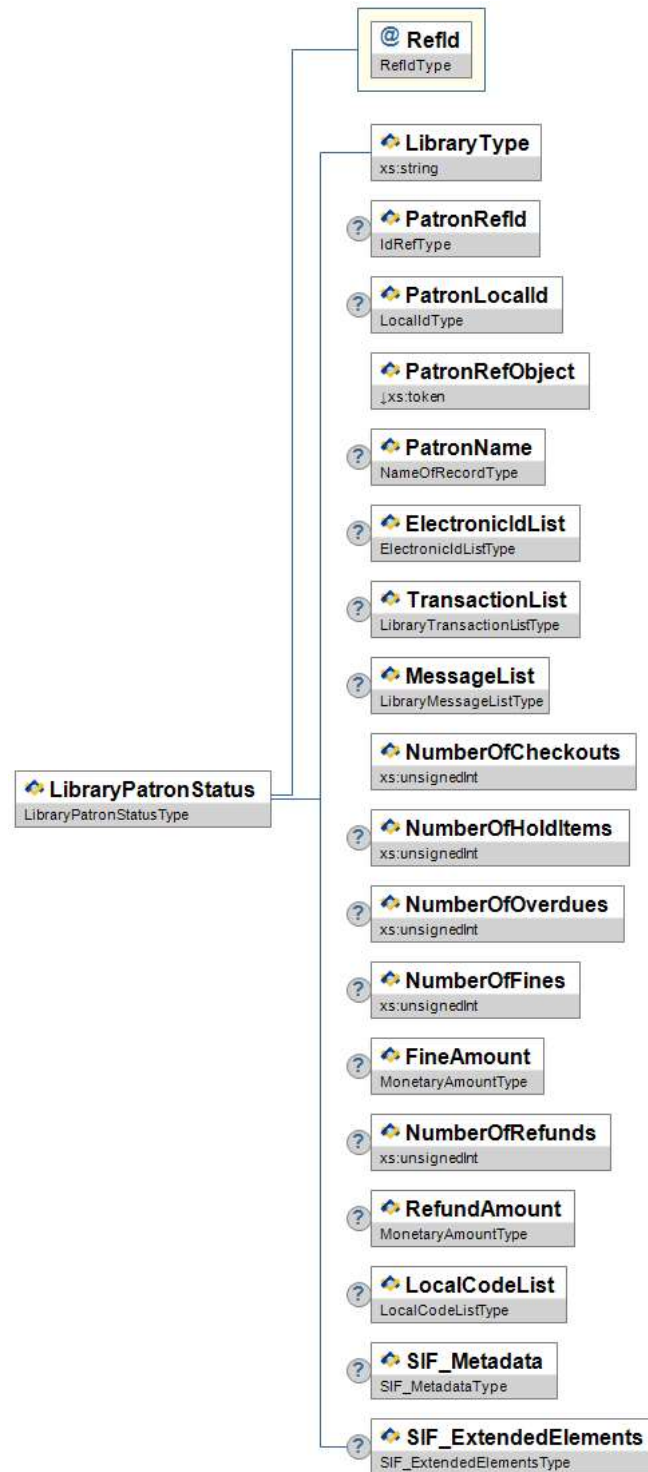 @ RefId
RefIdType
LibraryType
xs:string
? PatronRefId
IdRefType
? PatronLocalId
LocalIdType
PatronRefObject
↓xs:token
? PatronName
NameOfRecordType
? ElectronicIdList
ElectronicIdListType
? TransactionList
LibraryTransactionListType
? MessageList
LibraryMessageListType
NumberOfCheckouts
xs:unsignedInt
LibraryPatronStatus
LibraryPatronStatusType
? NumberOfHoldItems
xs:unsignedInt
? NumberOfOverdues
xs:unsignedInt
? NumberOfFines
xs:unsignedInt
? FineAmount
MonetaryAmountType
? NumberOfRefunds
xs:unsignedInt
? RefundAmount
MonetaryAmountType
? LocalCodeList
LocalCodeListType
? SIF_Metadata
SIF_MetadataType
? SIF_ExtendedElements
SIF_ExtendedElementsType